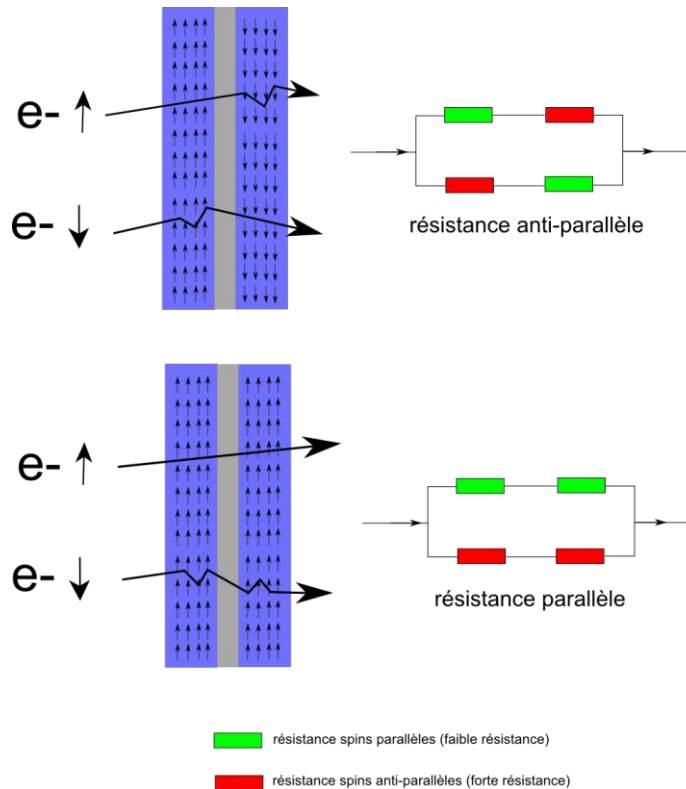 e- ↑
e- ↓
résistance anti-parallèle
e- ↑
e- ↓
résistance parallèle
résistance spins parallèles (faible résistance)
résistance spins anti-parallèles (forte résistance)